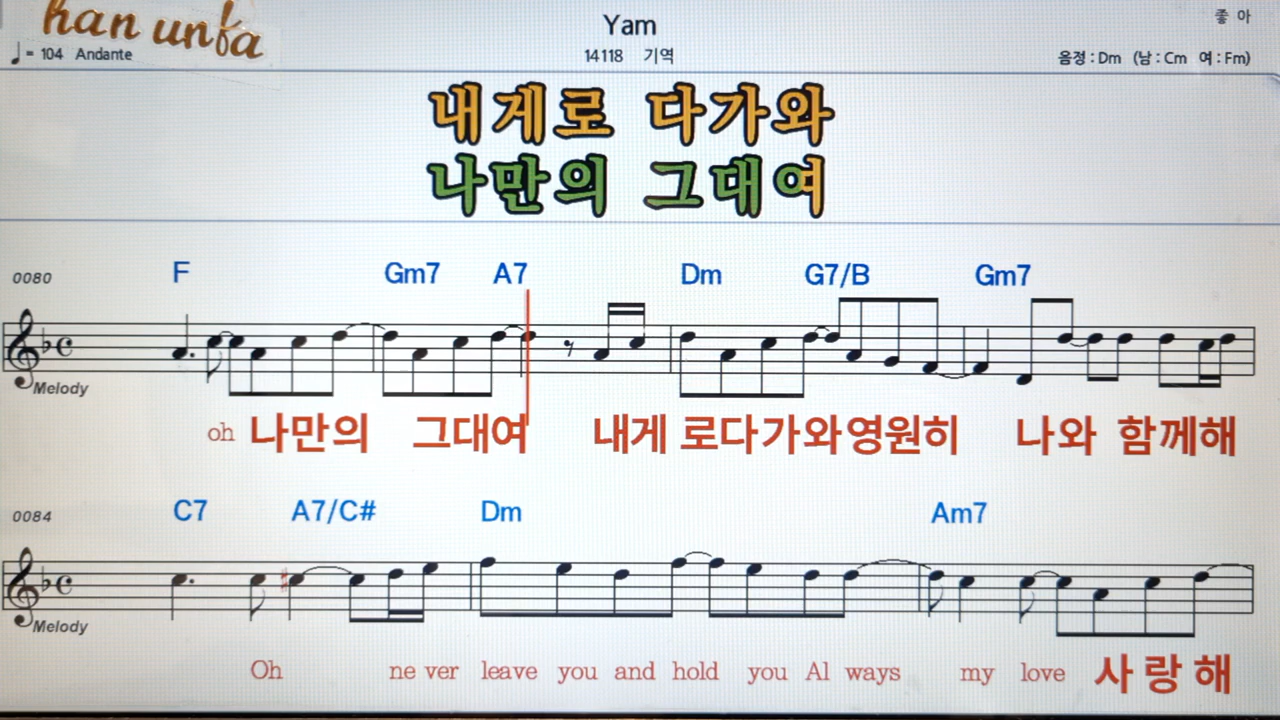 han unfa
Yam
좋 아
♩= 104 Andante
14118 기역
음정 : Dm (남 : Cm 여 : Fm)
내게로 다가와
나만의 그대여
0080 F Gm7 A7 Dm G7/B Gm7
Melody
oh 나만의 그대여 내게 로다가와영원히 나와 함께해
0084 C7 A7/C# Dm Am7
Melody
Oh ne ver leave you and hold you Al ways my love 사 랑 해